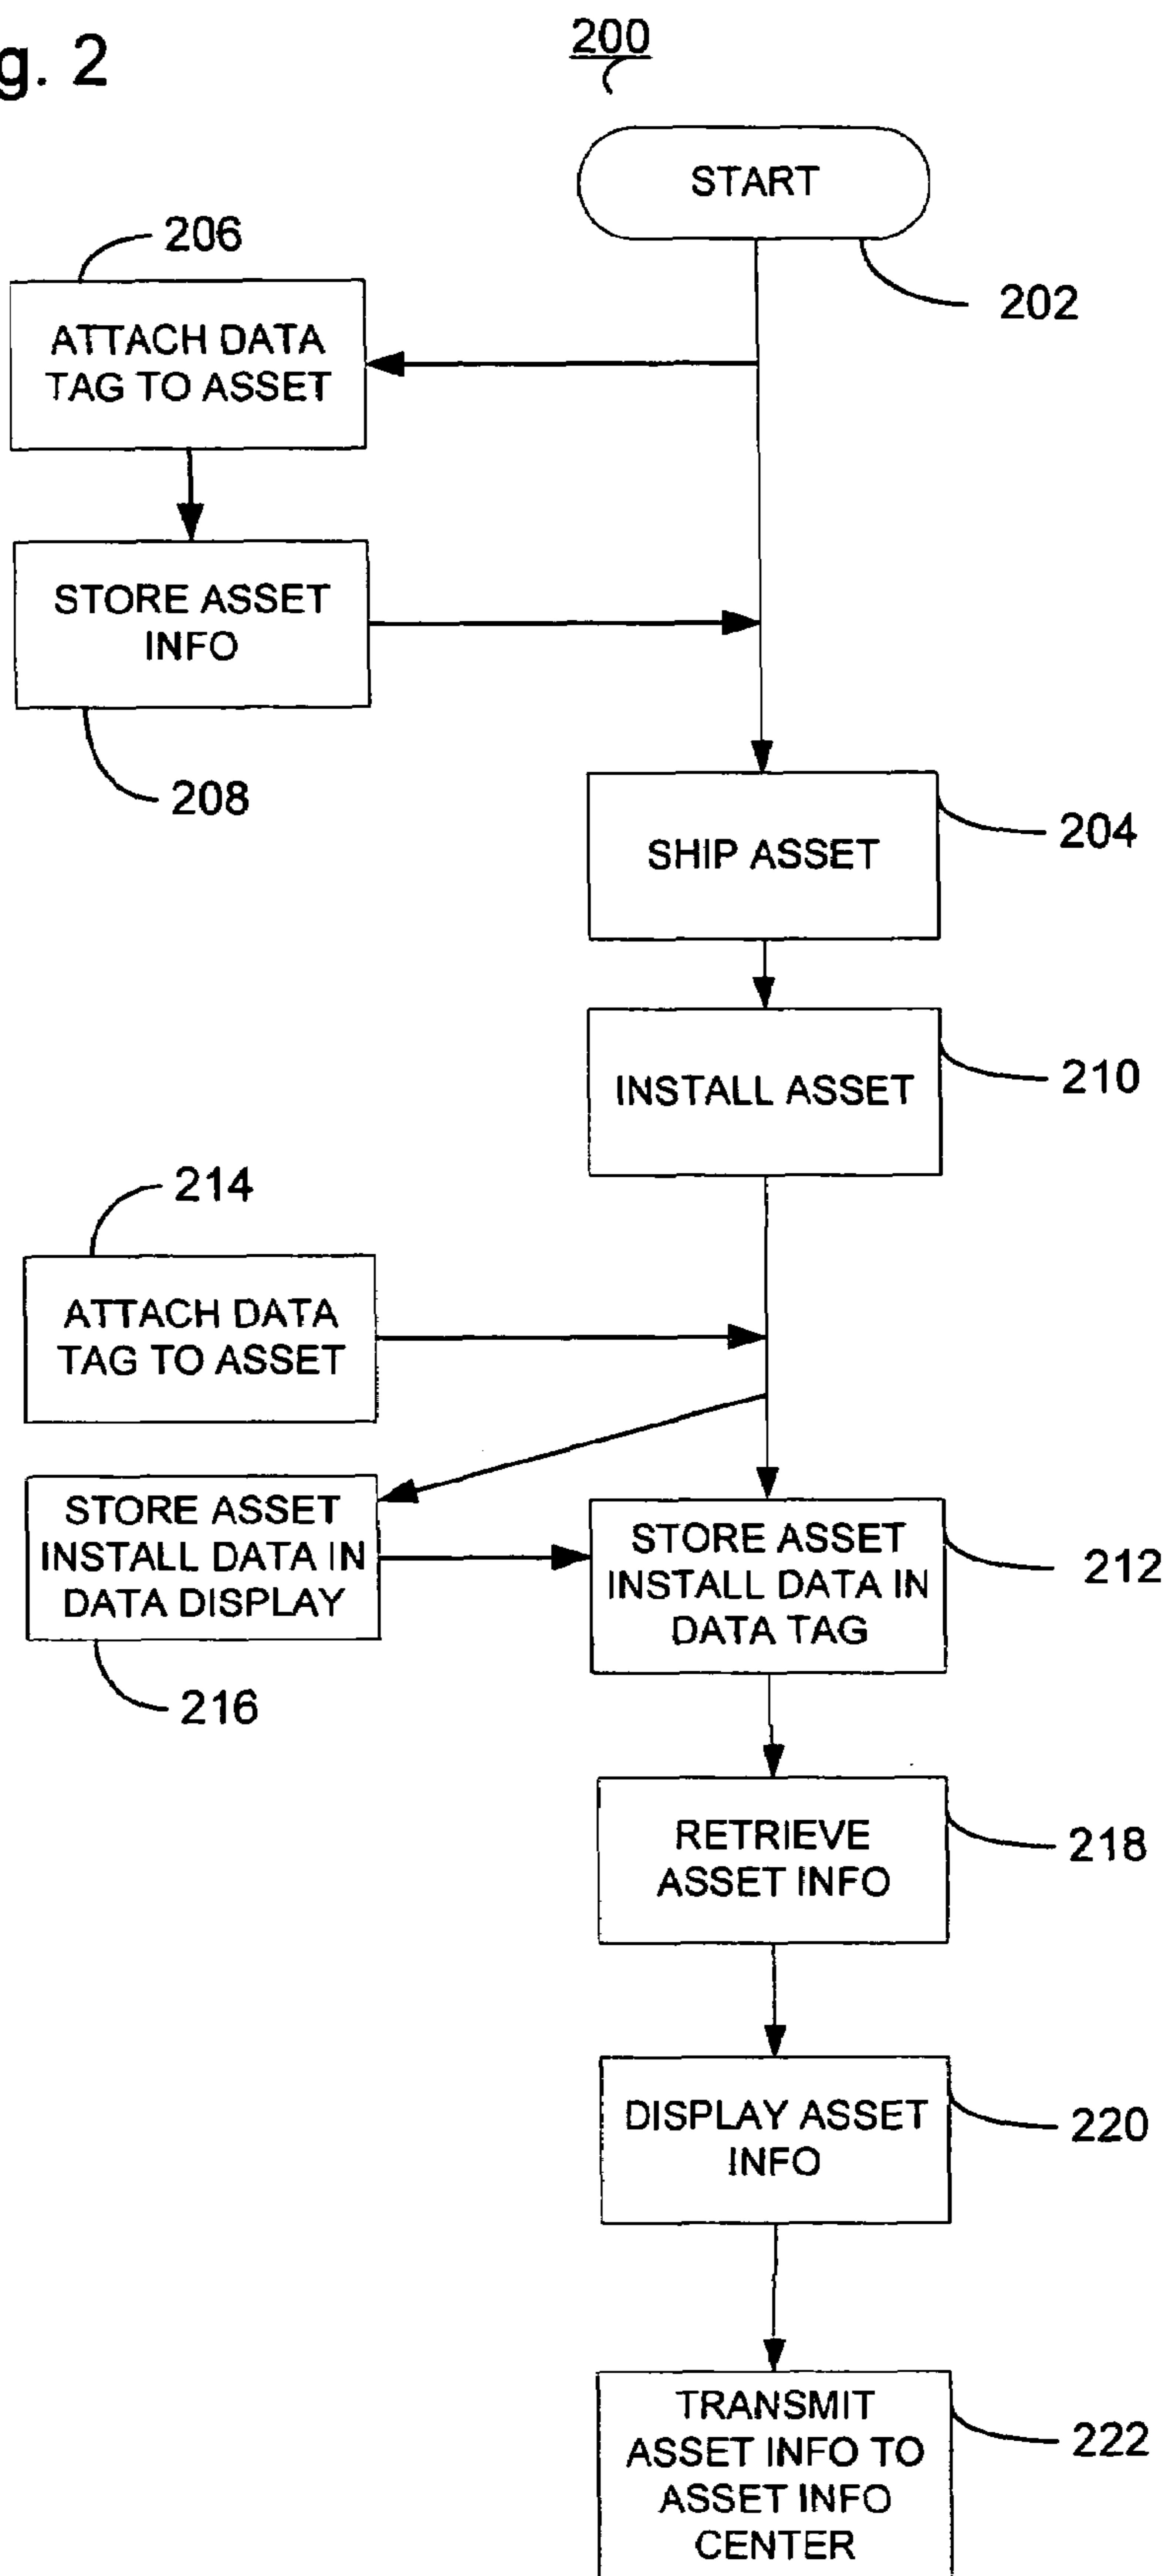 g. 2
200
START
202
206
ATTACH DATA
TAG TO ASSET
STORE ASSET
INFO
208
SHIP ASSET
204
INSTALL ASSET
210
214
ATTACH DATA
TAG TO ASSET
STORE ASSET
INSTALL DATA IN
DATA DISPLAY
216
STORE ASSET
INSTALL DATA IN
DATA TAG
212
RETRIEVE
ASSET INFO
218
DISPLAY ASSET
INFO
220
TRANSMIT
ASSET INFO TO
ASSET INFO
CENTER
222